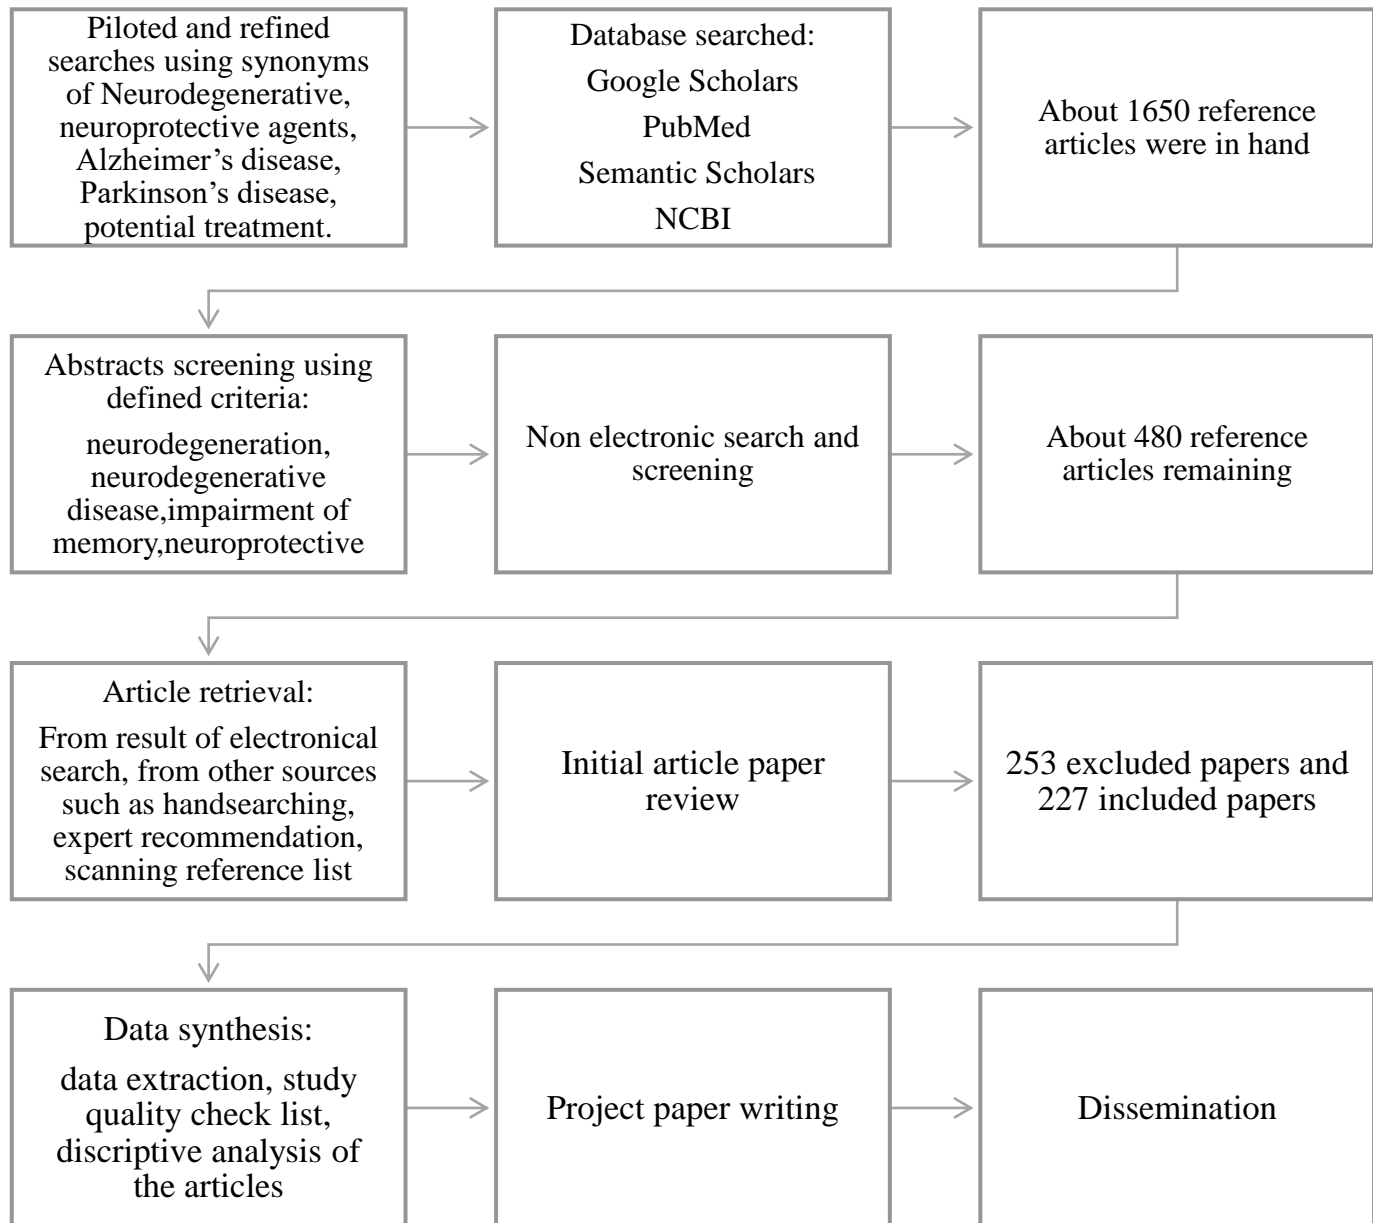 Piloted and refined
searches using synonyms
of Neurodegenerative,
neuroprotective agents,
Alzheimer’s disease,
Parkinson’s disease,
potential treatment.
Database searched:
Google Scholars
PubMed
Semantic Scholars
NCBI
About 1650 reference
articles were in hand
Abstracts screening using
defined criteria:
neurodegeneration,
neurodegenerative
disease,impairment of
memory,neuroprotective
Non electronic search and
screening
About 480 reference
articles remaining
Article retrieval:
From result of electronical
search, from other sources
such as handsearching,
expert recommendation,
scanning reference list
Initial article paper
review
253 excluded papers and
227 included papers
Data synthesis:
data extraction, study
quality check list,
discriptive analysis of
the articles
Project paper writing
Dissemination